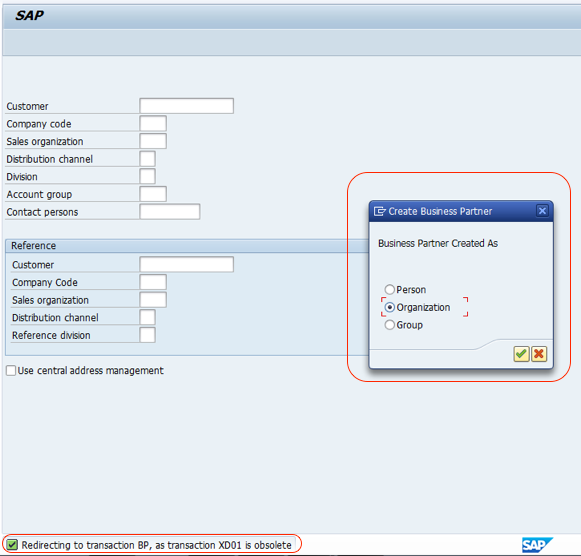 SAP
Customer
Company code
Sales organization
Distribution channel
Division
Account group
Contact persons
Reference
Customer
Company Code
Sales organization
Distribution channel
Reference division
Use central address management
Create Business Partner
Business Partner Created As
Person
Organization
Group
Redirecting to transaction BP, as transaction XD01 is obsolete
SAP